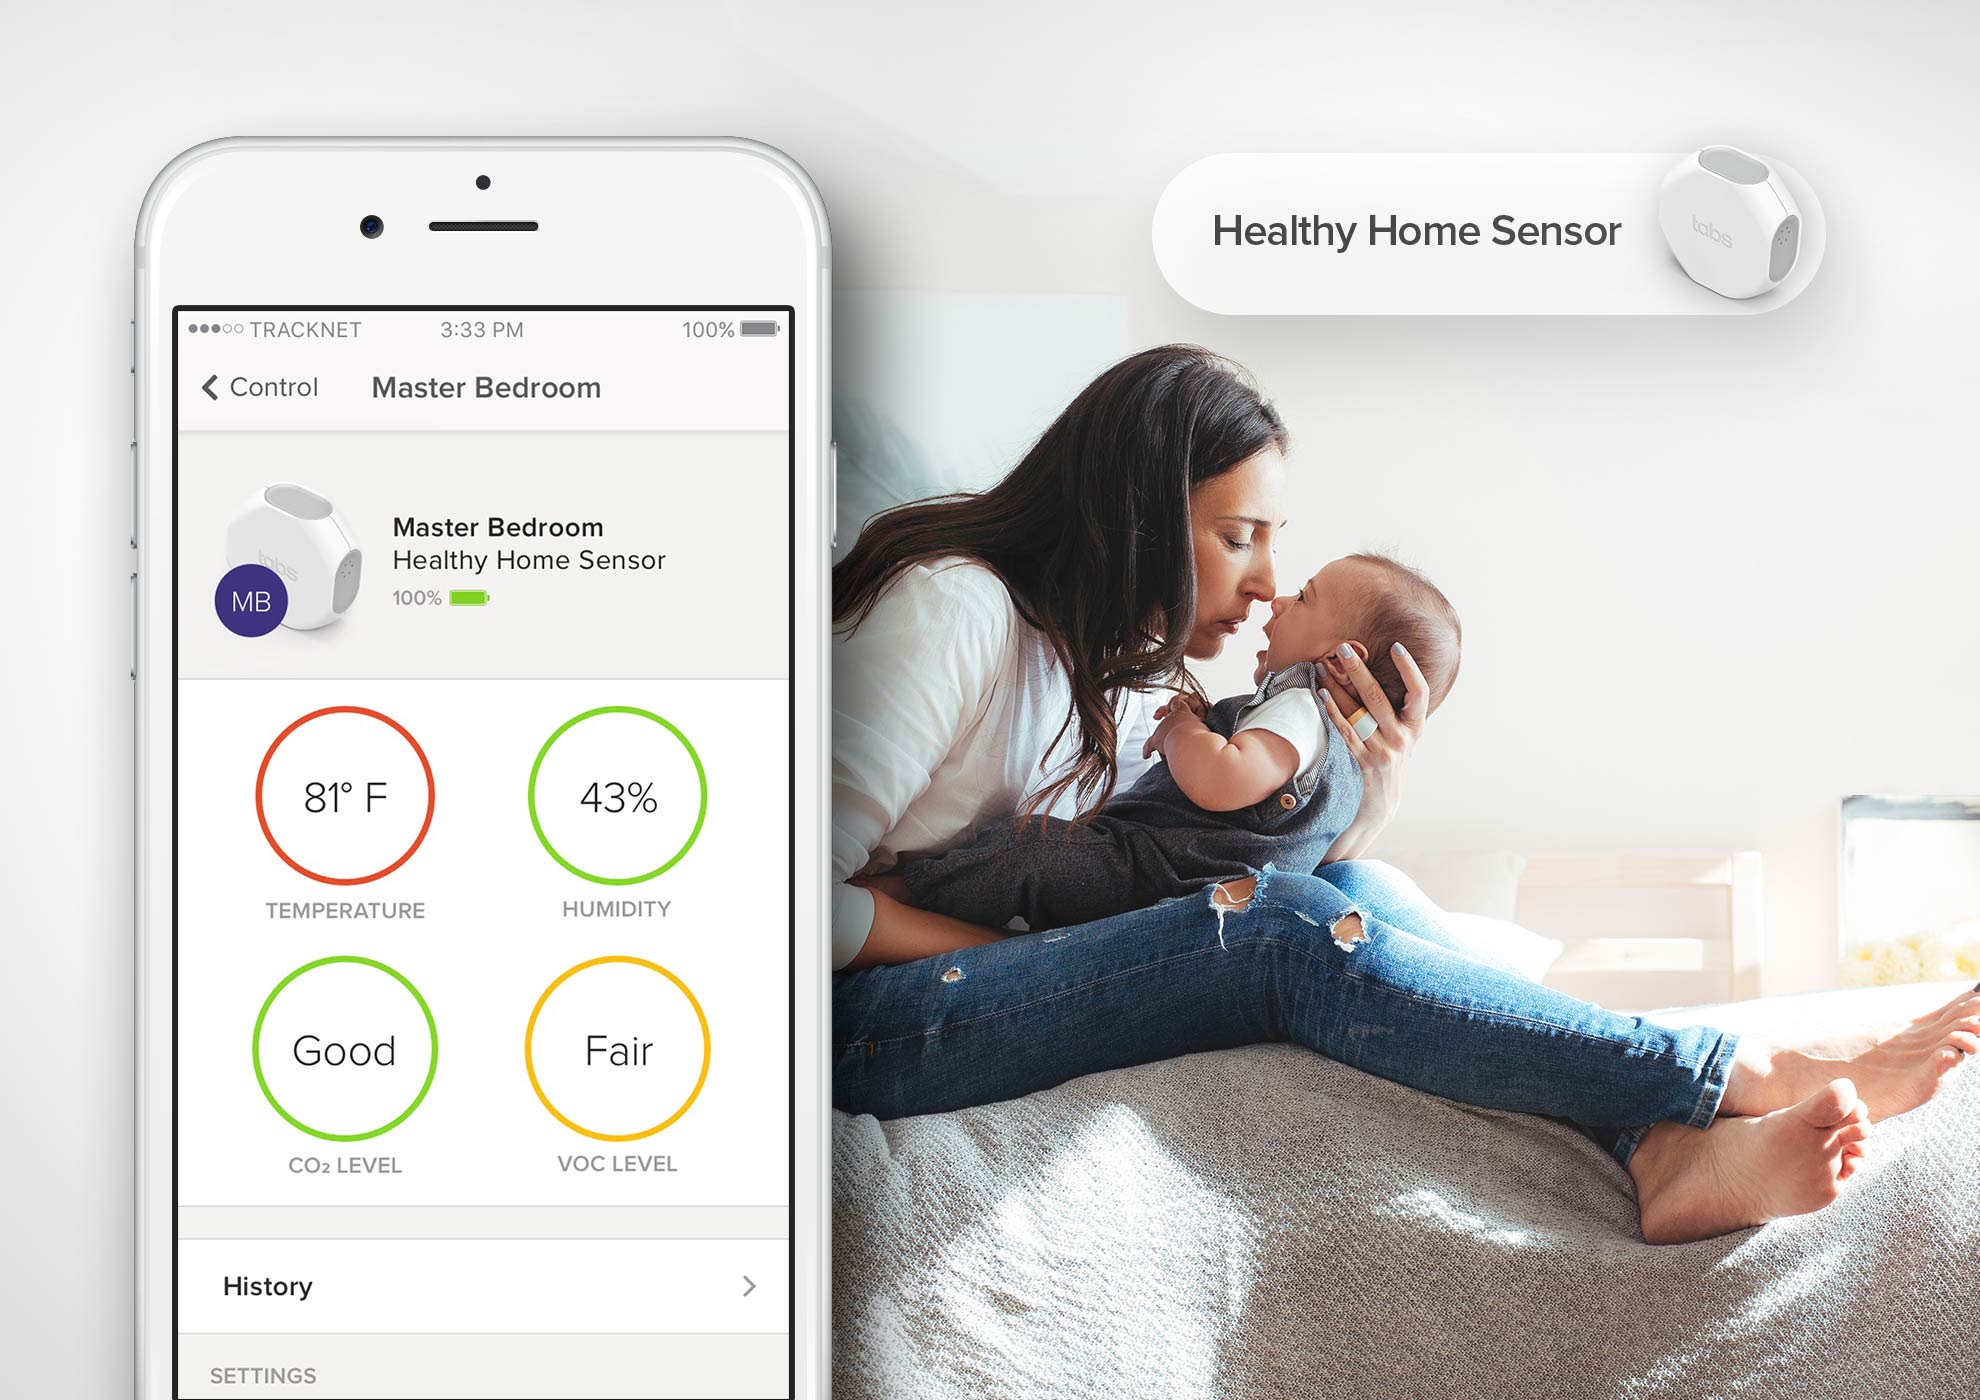 ●●●○○ TRACKNET 3:33 PM 100%
Control Master Bedroom
tabs
MB
Master Bedroom
Healthy Home Sensor
100%
81° F
TEMPERATURE
43%
HUMIDITY
Good
CO₂ LEVEL
Fair
VOC LEVEL
History
SETTINGS
Healthy Home Sensor
tabs